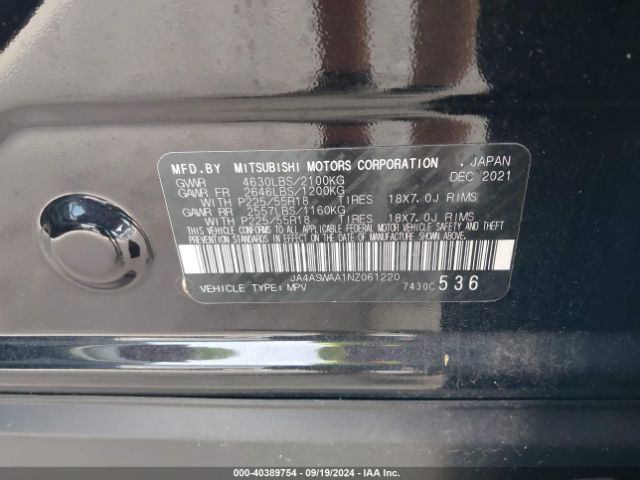 MFD.BY MITSUBISHI MOTORS CORPORATION , JAPAN
GVWR 4630LBS/2100KG DEC 2021
GAWR FR 2646LBS/1200KG
WITH P225/55R18 TIRES 18X7.0J RIMS
GAWR RR 2557LBS/1160KG
WITH P225/55R18 TIRES 18X7.0J RIMS
THIS VEHICLE CONFORMS TO ALL APPLICABLE FEDERAL MOTOR VEHICLE SAFETY, BUMPER, AND THEFT PREVENTION STANDARDS IN EFFECT ON THE DATE OF MANUFACTURE SHOWN ABOVE.
JA4ASWAA1NZ061220
VEHICLE TYPE: MPV 7430C 536
000-40389754 - 09/19/2024 - IAAI.COM